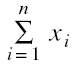 n
∑ x_i
i = 1